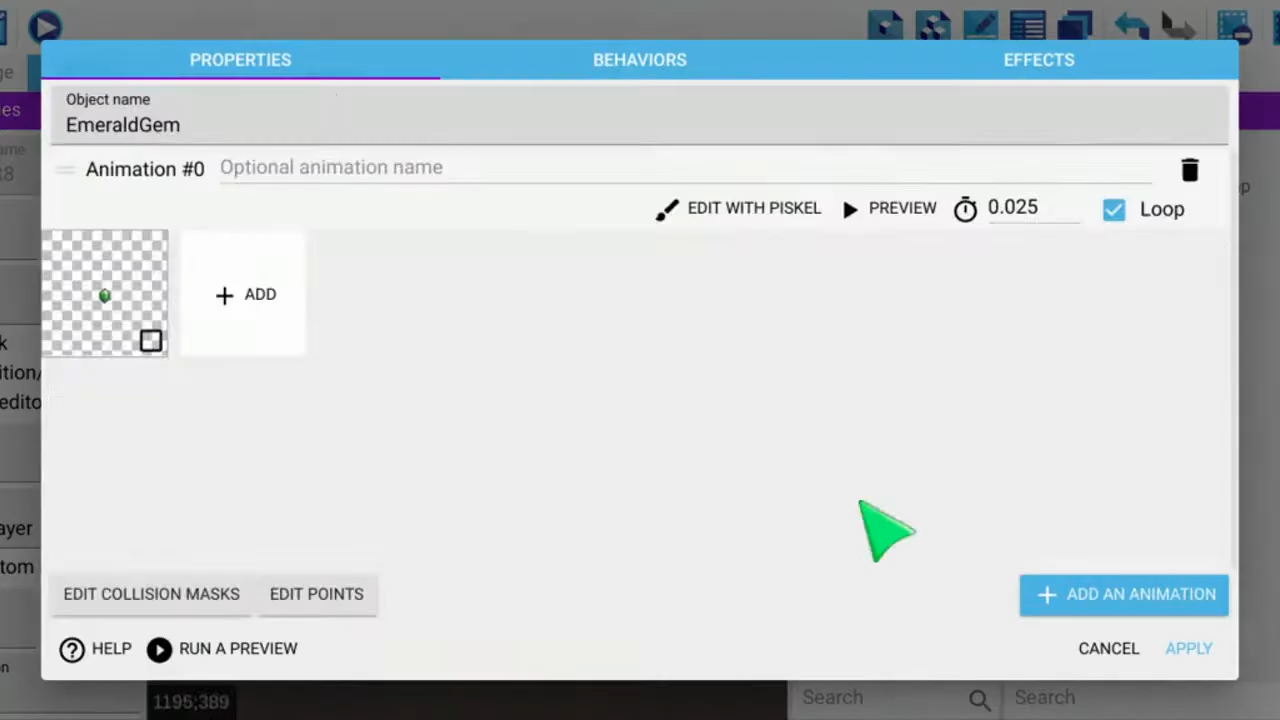 PROPERTIES
BEHAVIORS
EFFECTS
Object name
EmeraldGem
Animation #0
Optional animation name
EDIT WITH PISKEL
PREVIEW
0.025
Loop
ADD
EDIT COLLISION MASKS
EDIT POINTS
ADD AN ANIMATION
HELP
RUN A PREVIEW
CANCEL
APPLY
1195;389
Search
Search